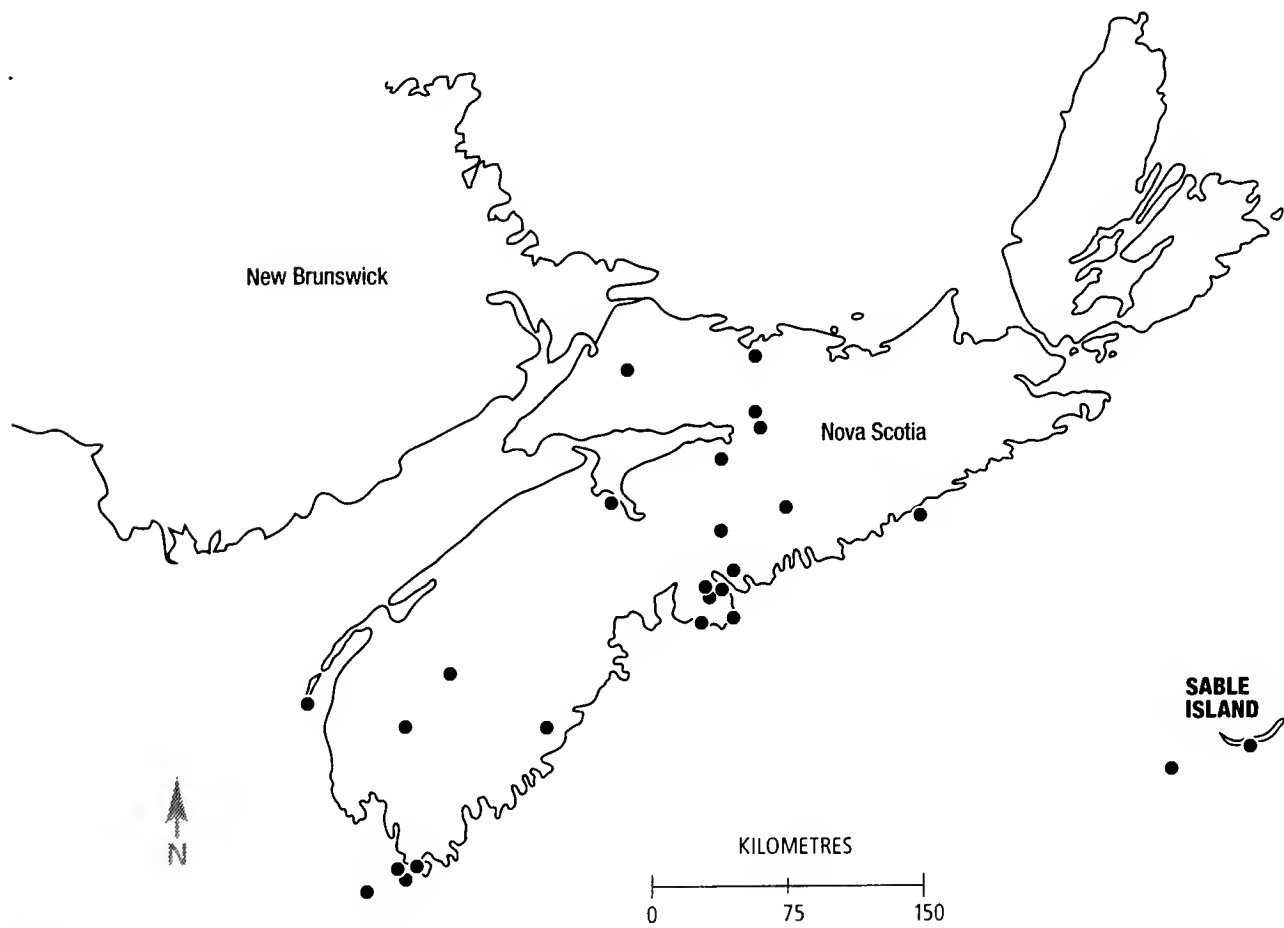 New Brunswick
Nova Scotia
SABLE
ISLAND
N
KILOMETRES
0 75 150